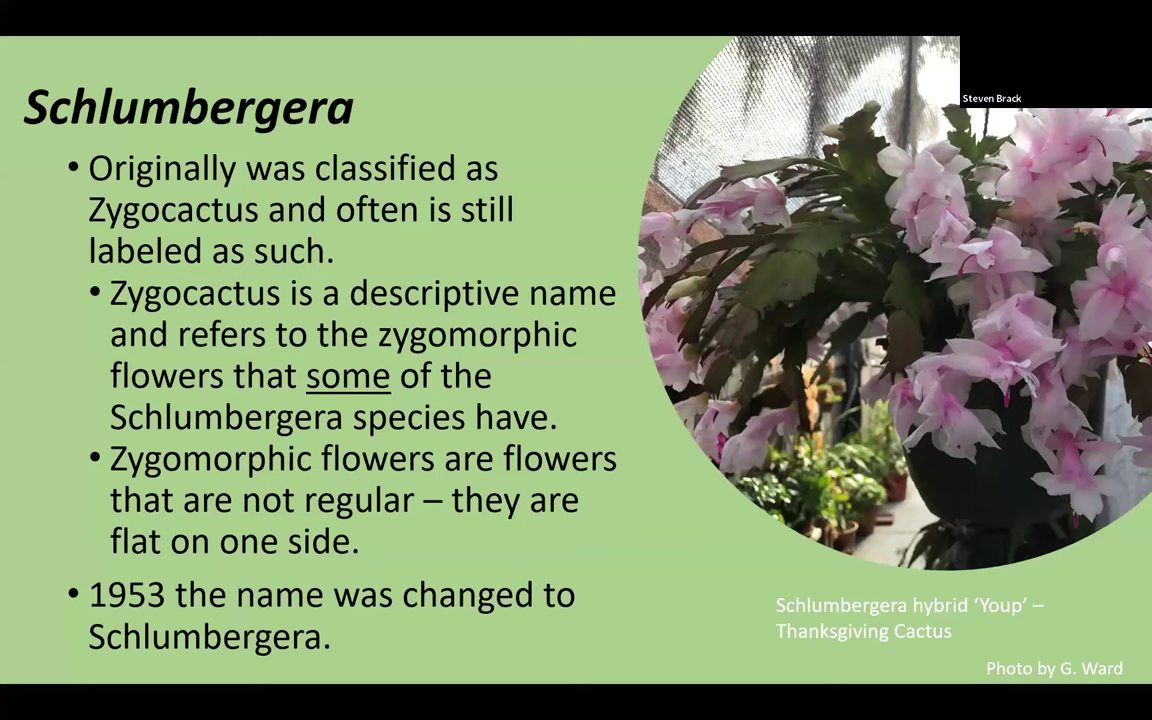 Steven Brack
Schlumbergera
• Originally was classified as
Zygocactus and often is still
labeled as such.
• Zygocactus is a descriptive name
and refers to the zygomorphic
flowers that some of the
Schlumbergera species have.
• Zygomorphic flowers are flowers
that are not regular – they are
flat on one side.
• 1953 the name was changed to
Schlumbergera.
Schlumbergera hybrid ‘Youp’ –
Thanksgiving Cactus
Photo by G. Ward